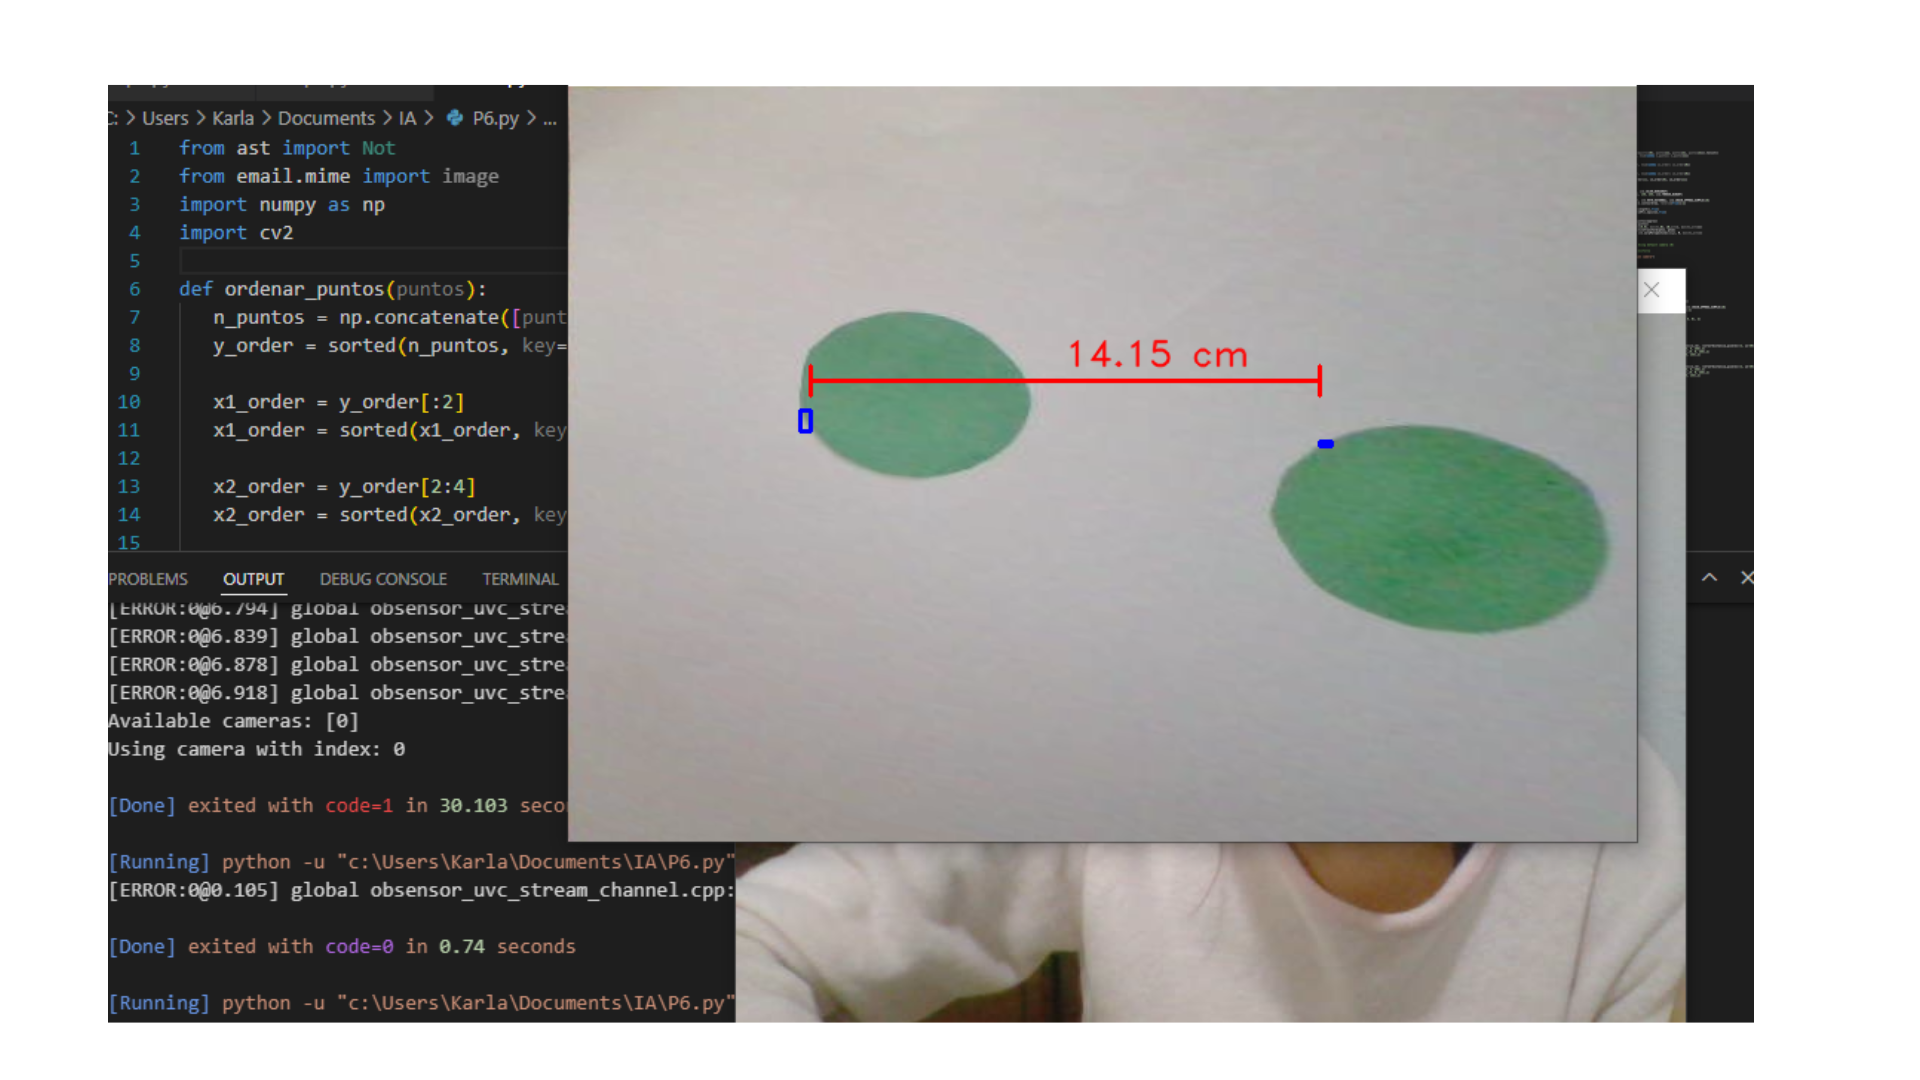 C: > Users > Karla > Documents > IA > P6.py > ...
1 from ast import Not
2 from email.mime import image
3 import numpy as np
4 import cv2
5
6 def ordenar_puntos(puntos):
7 n_puntos = np.concatenate([punt
8 y_order = sorted(n_puntos, key=
9
10 x1_order = y_order[:2]
11 x1_order = sorted(x1_order, key
12
13 x2_order = y_order[2:4]
14 x2_order = sorted(x2_order, key
15
14.15 cm
PROBLEMS OUTPUT DEBUG CONSOLE TERMINAL
[ERROR:0@6.794] global obsensor_uvc_strea
[ERROR:0@6.839] global obsensor_uvc_strea
[ERROR:0@6.878] global obsensor_uvc_strea
[ERROR:0@6.918] global obsensor_uvc_strea
Available cameras: [0]
Using camera with index: 0
[Done] exited with code=1 in 30.103 seco
[Running] python -u "c:\Users\Karla\Documents\IA\P6.py"
[ERROR:0@0.105] global obsensor_uvc_stream_channel.cpp:
[Done] exited with code=0 in 0.74 seconds
[Running] python -u "c:\Users\Karla\Documents\IA\P6.py"